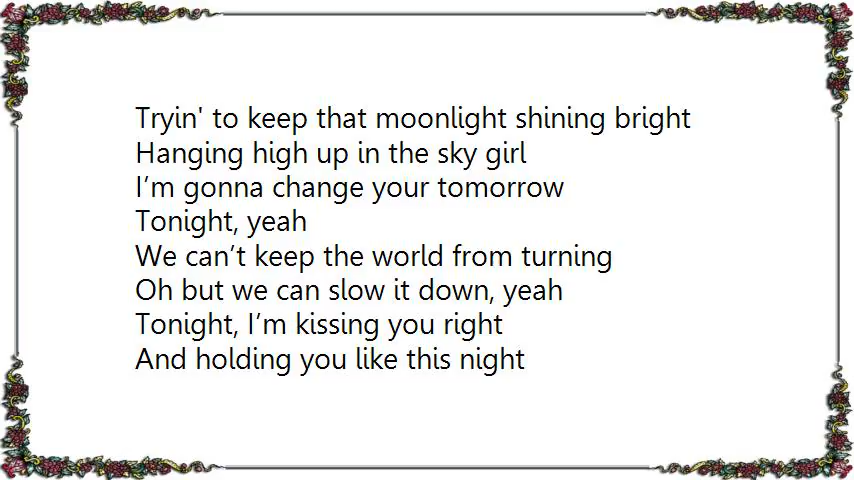 Tryin' to keep that moonlight shining bright
Hanging high up in the sky girl
I’m gonna change your tomorrow
Tonight, yeah
We can’t keep the world from turning
Oh but we can slow it down, yeah
Tonight, I’m kissing you right
And holding you like this night